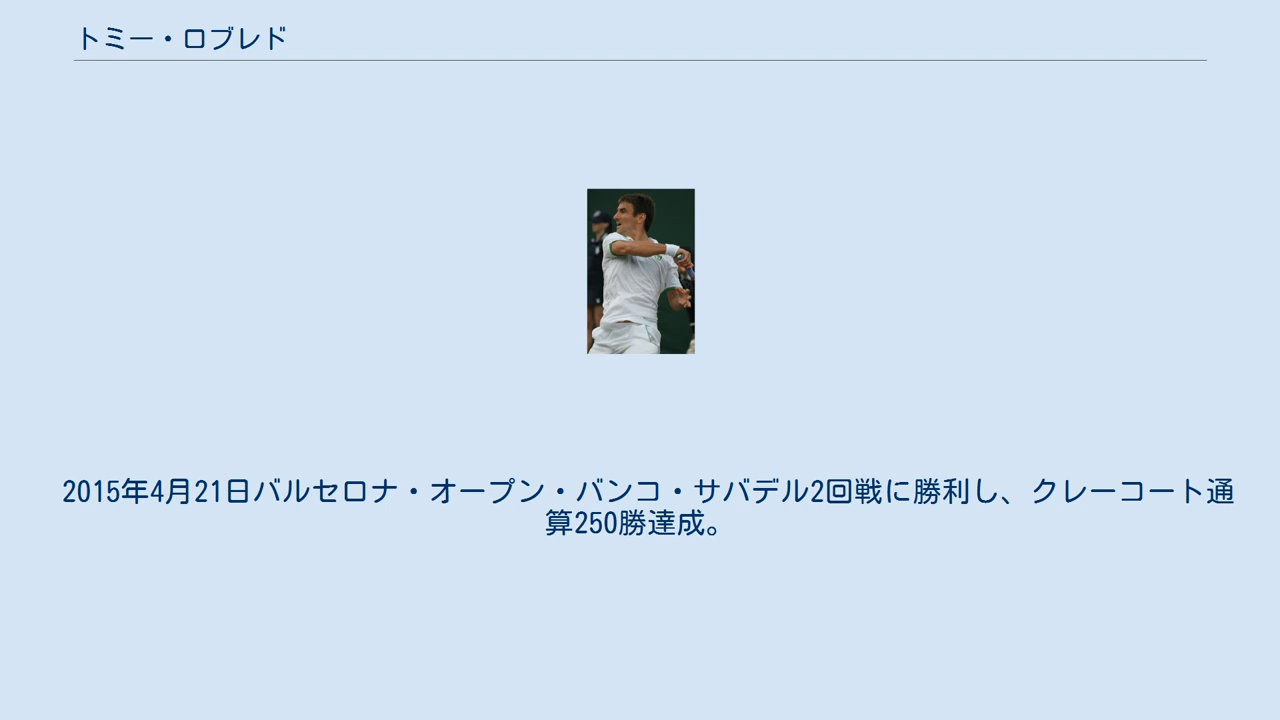 トミー・ロブレド
2015年4月21日バルセロナ・オープン・バンコ・サバデル2回戦に勝利し、クレーコート通
算250勝達成。